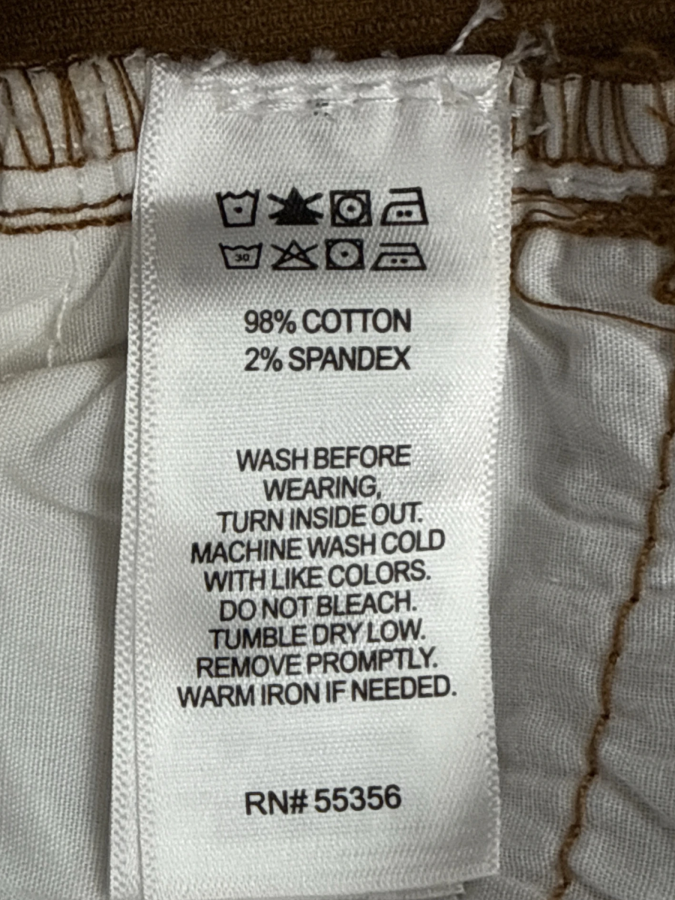 30
98% COTTON
2% SPANDEX
WASH BEFORE
WEARING,
TURN INSIDE OUT.
MACHINE WASH COLD
WITH LIKE COLORS.
DO NOT BLEACH.
TUMBLE DRY LOW.
REMOVE PROMPTLY.
WARM IRON IF NEEDED.
RN# 55356